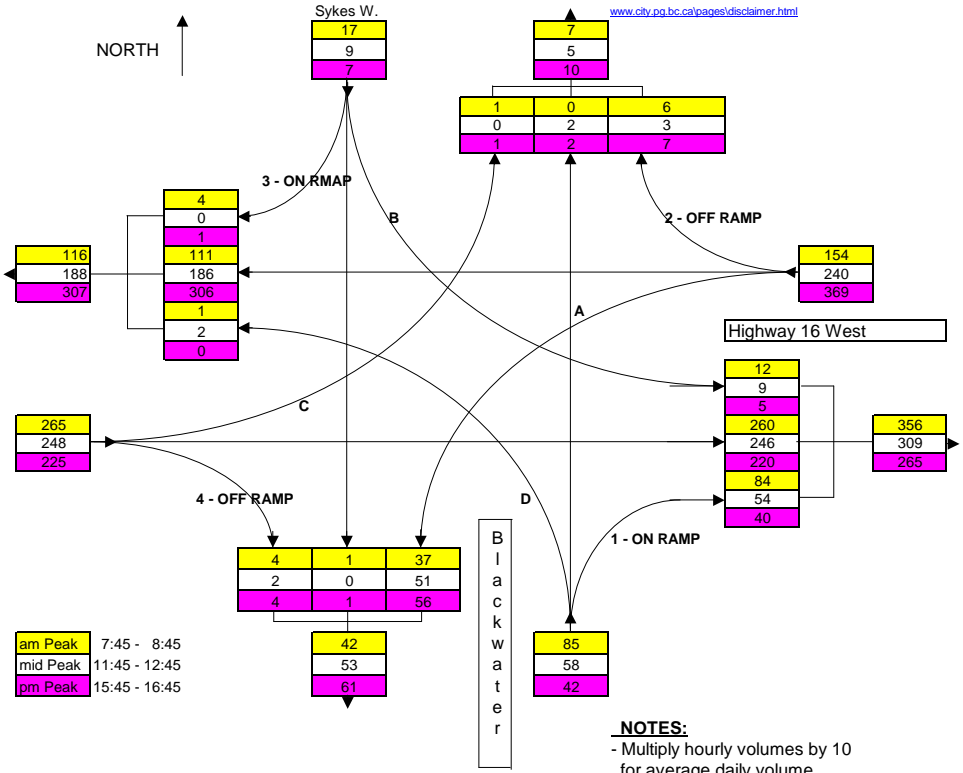 Sykes W.
www.city.pg.bc.ca\pages\disclaimer.html
NORTH
17
9
7
7
5
10
1 0 6
0 2 3
1 2 7
3 - ON RMAP
B
2 - OFF RAMP
4
0
1
111
186
306
1
2
0
116
188
307
154
240
369
A
Highway 16 West
12
9
5
260
246
220
84
54
40
356
309
265
C
265
248
225
4 - OFF RAMP
D
1 - ON RAMP
4 1 37
2 0 51
4 1 56
B
l
a
c
k
w
a
t
e
r
am Peak 7:45 - 8:45
mid Peak 11:45 - 12:45
pm Peak 15:45 - 16:45
42
53
61
85
58
42
NOTES:
- Multiply hourly volumes by 10
for average daily volume